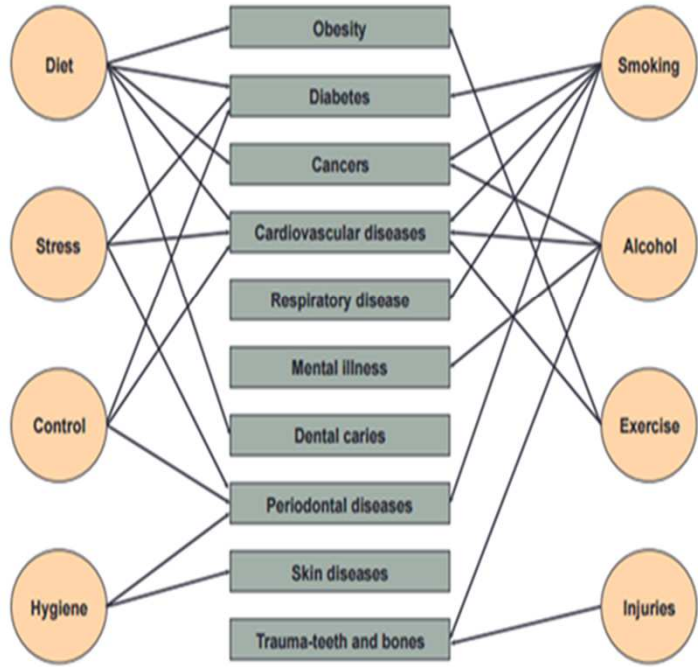 Diet
Stress
Control
Hygiene
Obesity
Diabetes
Cancers
Cardiovascular diseases
Respiratory disease
Mental illness
Dental caries
Periodontal diseases
Skin diseases
Trauma-teeth and bones
Smoking
Alcohol
Exercise
Injuries